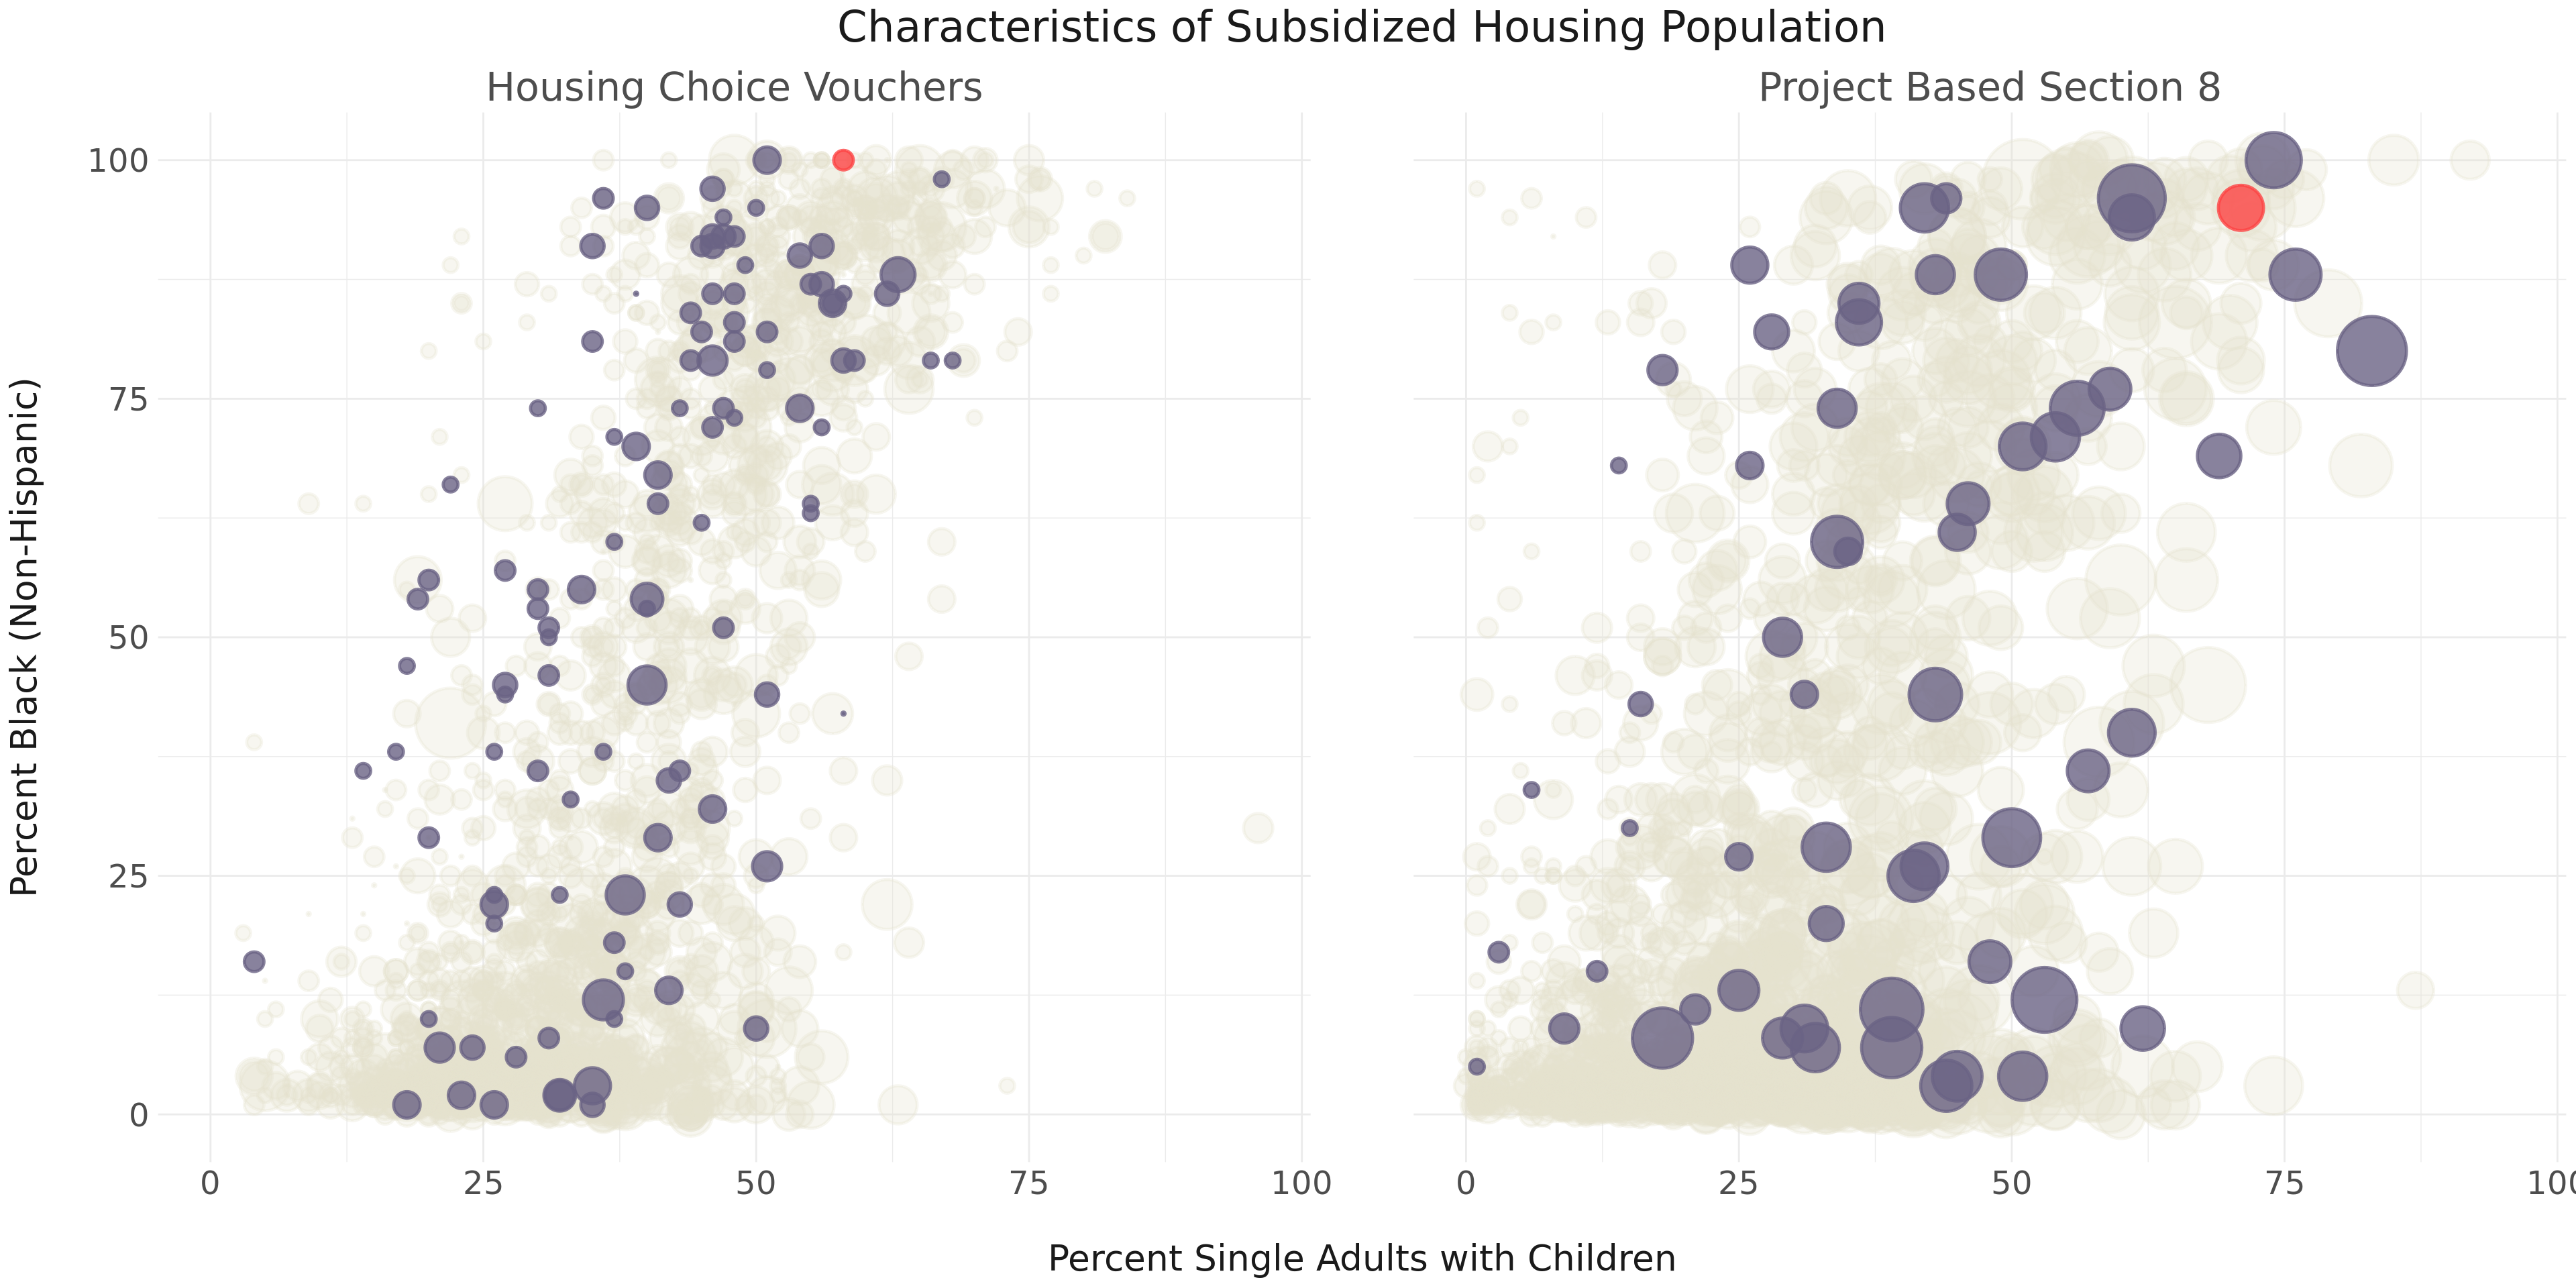 Characteristics of Subsidized Housing Population
Housing Choice Vouchers
Project Based Section 8
Percent Black (Non-Hispanic)
100
75
50
25
0
0 25 50 75 100
0 25 50 75 100
Percent Single Adults with Children